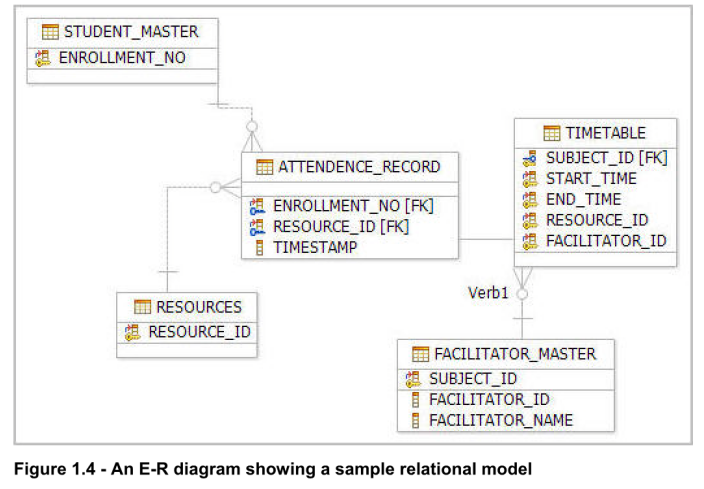 STUDENT_MASTER
ENROLLMENT_NO
ATTENDENCE_RECORD
ENROLLMENT_NO [FK]
RESOURCE_ID [FK]
TIMESTAMP
TIMETABLE
SUBJECT_ID [FK]
START_TIME
END_TIME
RESOURCE_ID
FACILITATOR_ID
Verb1
RESOURCES
RESOURCE_ID
FACILITATOR_MASTER
SUBJECT_ID
FACILITATOR_ID
FACILITATOR_NAME
Figure 1.4 - An E-R diagram showing a sample relational model